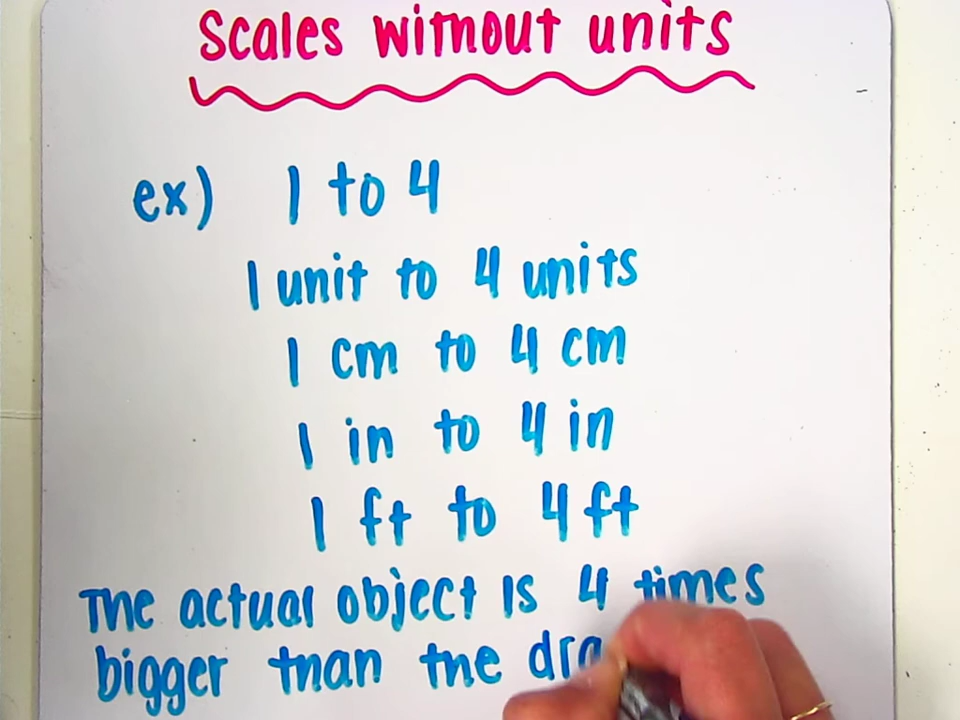 Scales without units
ex) 1 to 4
1 unit to 4 units
1 cm to 4 cm
1 in to 4 in
1 ft to 4 ft
The actual object is 4 times
bigger than the dra